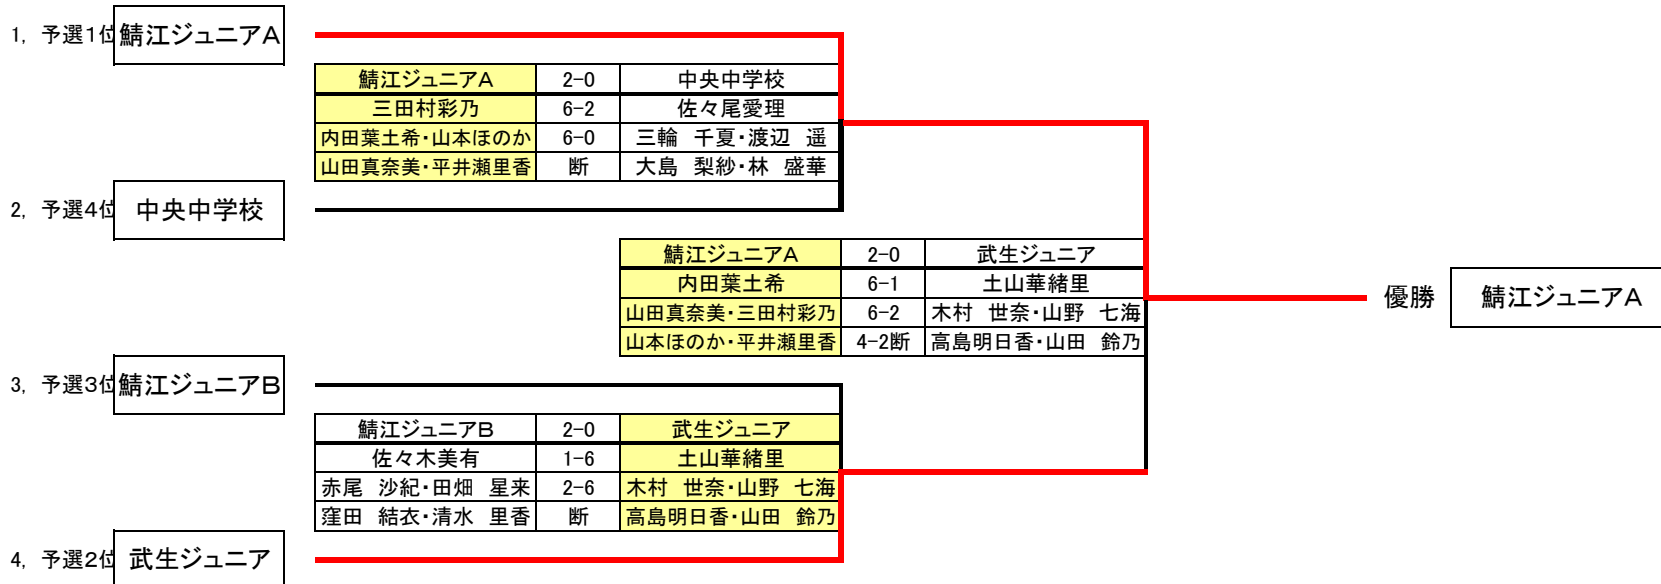 1, 予選1位 鯖江ジュニアA
鯖江ジュニアA 2-0 中央中学校
三田村彩乃 6-2 佐々尾愛理
内田葉土希・山本ほのか 6-0 三輪 千夏・渡辺 遥
山田真奈美・平井瀬里香 断 大島 梨紗・林 盛華
2, 予選4位 中央中学校
鯖江ジュニアA 2-0 武生ジュニア
内田葉土希 6-1 土山華緒里
山田真奈美・三田村彩乃 6-2 木村 世奈・山野 七海
山本ほのか・平井瀬里香 4-2断 高島明日香・山田 鈴乃
優勝 鯖江ジュニアA
3, 予選3位 鯖江ジュニアB
鯖江ジュニアB 2-0 武生ジュニア
佐々木美有 1-6 土山華緒里
赤尾 沙紀・田畑 星来 2-6 木村 世奈・山野 七海
窪田 結衣・清水 里香 断 高島明日香・山田 鈴乃
4, 予選2位 武生ジュニア